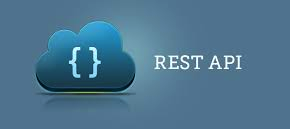 { } REST API